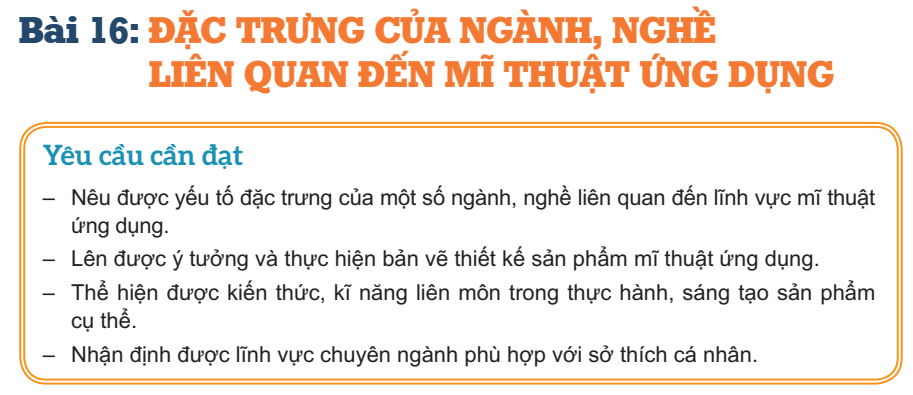 Bài 16: ĐẶC TRƯNG CỦA NGÀNH, NGHỀ
LIÊN QUAN ĐẾN MĨ THUẬT ỨNG DỤNG
Yêu cầu cần đạt
– Nêu được yếu tố đặc trưng của một số ngành, nghề liên quan đến lĩnh vực mĩ thuật
ứng dụng.
– Lên được ý tưởng và thực hiện bản vẽ thiết kế sản phẩm mĩ thuật ứng dụng.
– Thể hiện được kiến thức, kĩ năng liên môn trong thực hành, sáng tạo sản phẩm
cụ thể.
– Nhận định được lĩnh vực chuyên ngành phù hợp với sở thích cá nhân.